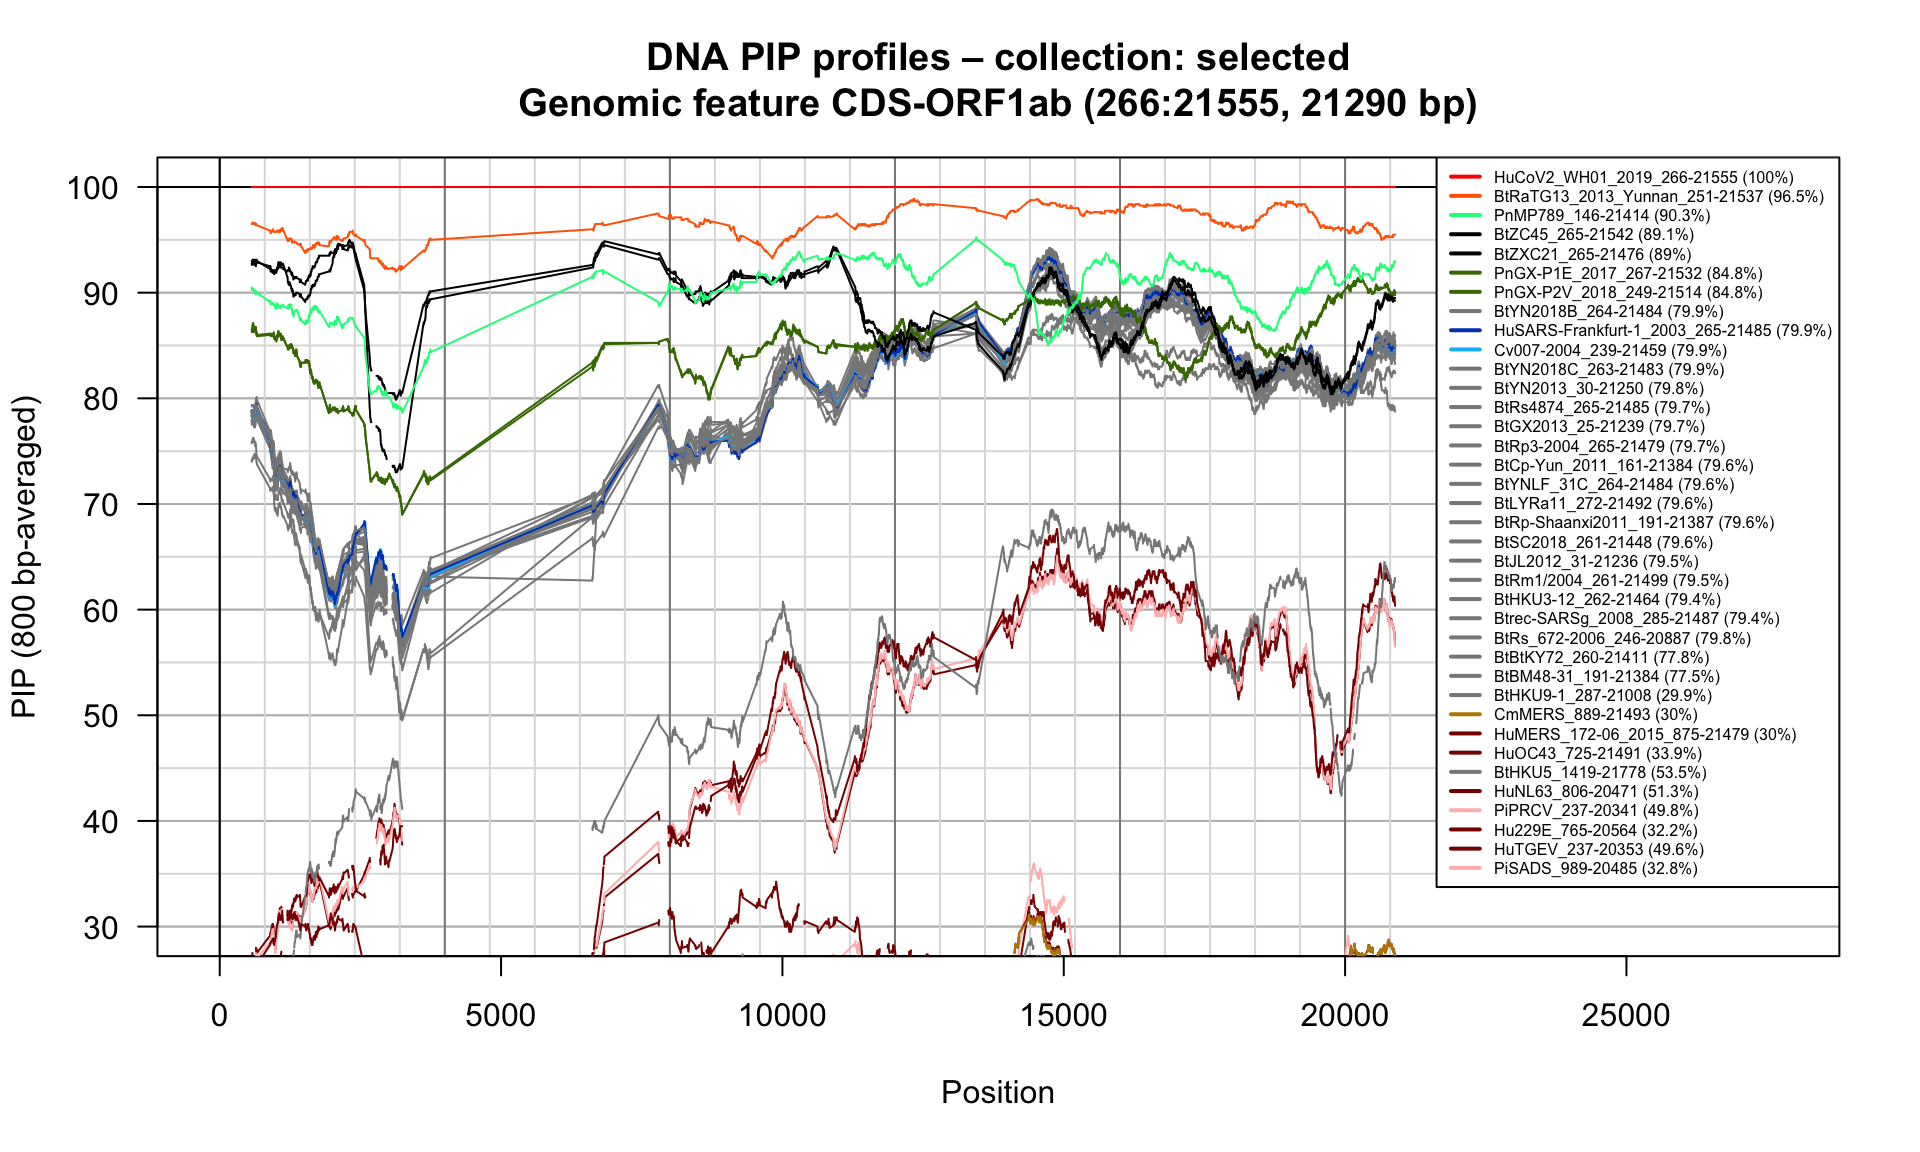 DNA PIP profiles – collection: selected
Genomic feature CDS-ORF1ab (266:21555, 21290 bp)
PIP (800 bp-averaged)
100
90
80
70
60
50
40
30
0
5000
10000
15000
20000
25000
Position
HuCoV2_WH01_2019_266-21555 (100%)
BtRaTG13_2013_Yunnan_251-21537 (96.5%)
PnMP789_146-21414 (90.3%)
BtZC45_265-21542 (89.1%)
BtZXC21_265-21476 (89%)
PnGX-P1E_2017_267-21532 (84.8%)
PnGX-P2V_2018_249-21514 (84.8%)
BtYN2018B_264-21484 (79.9%)
HuSARS-Frankfurt-1_2003_265-21485 (79.9%)
Cv007-2004_239-21459 (79.9%)
BtYN2018C_263-21483 (79.9%)
BtYN2013_30-21250 (79.8%)
BtRs4874_265-21485 (79.7%)
BtGX2013_25-21239 (79.7%)
BtRp3-2004_265-21479 (79.7%)
BtCp-Yun_2011_161-21384 (79.6%)
BtYNLF_31C_264-21484 (79.6%)
BtLYRa11_272-21492 (79.6%)
BtRp-Shaanxi2011_191-21387 (79.6%)
BtSC2018_261-21448 (79.6%)
BtJL2012_31-21236 (79.5%)
BtRm1/2004_261-21499 (79.5%)
BtHKU3-12_262-21464 (79.4%)
Btrec-SARSg_2008_285-21487 (79.4%)
BtRs_672-2006_246-20887 (79.8%)
BtBtKY72_260-21411 (77.8%)
BtBM48-31_191-21384 (77.5%)
BtHKU9-1_287-21008 (29.9%)
CmMERS_889-21493 (30%)
HuMERS_172-06_2015_875-21479 (30%)
HuOC43_725-21491 (33.9%)
BtHKU5_1419-21778 (53.5%)
HuNL63_806-20471 (51.3%)
PiPRCV_237-20341 (49.8%)
Hu229E_765-20564 (32.2%)
HuTGEV_237-20353 (49.6%)
PiSADS_989-20485 (32.8%)